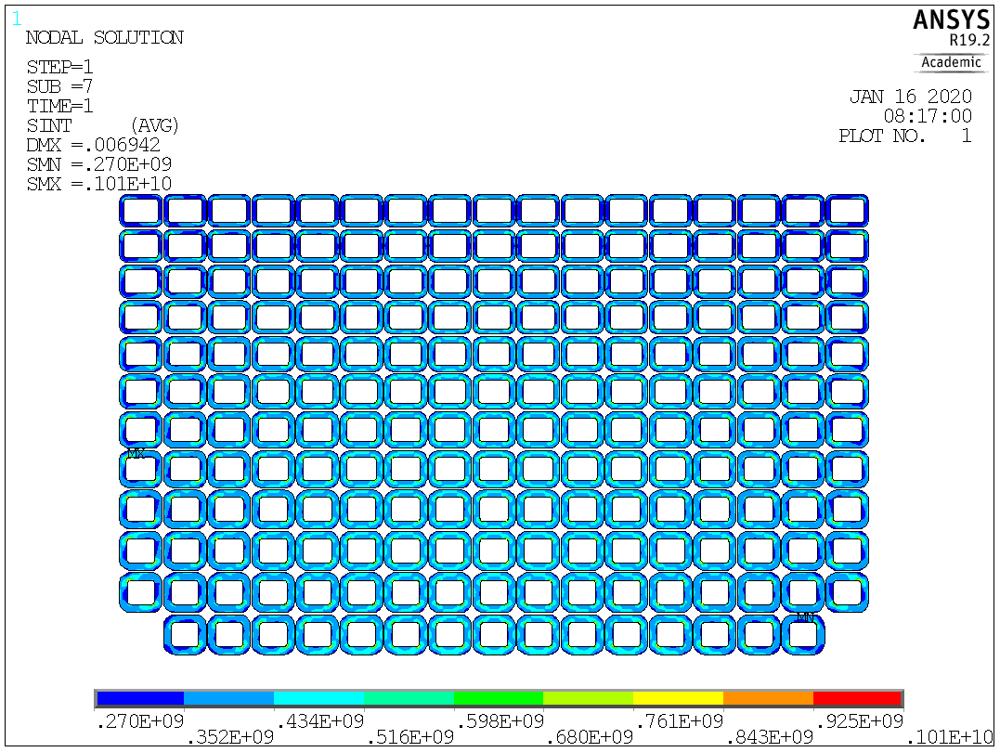 1
ANSYS
R19.2
Academic
NODAL SOLUTION
STEP=1
SUB =7
TIME=1
SINT (AVG)
DMX =.006942
SMN =.270E+09
SMX =.101E+10
JAN 16 2020
08:17:00
PLOT NO. 1
MX
MN
.270E+09 .434E+09 .598E+09 .761E+09 .925E+09
.352E+09 .516E+09 .680E+09 .843E+09 .101E+10